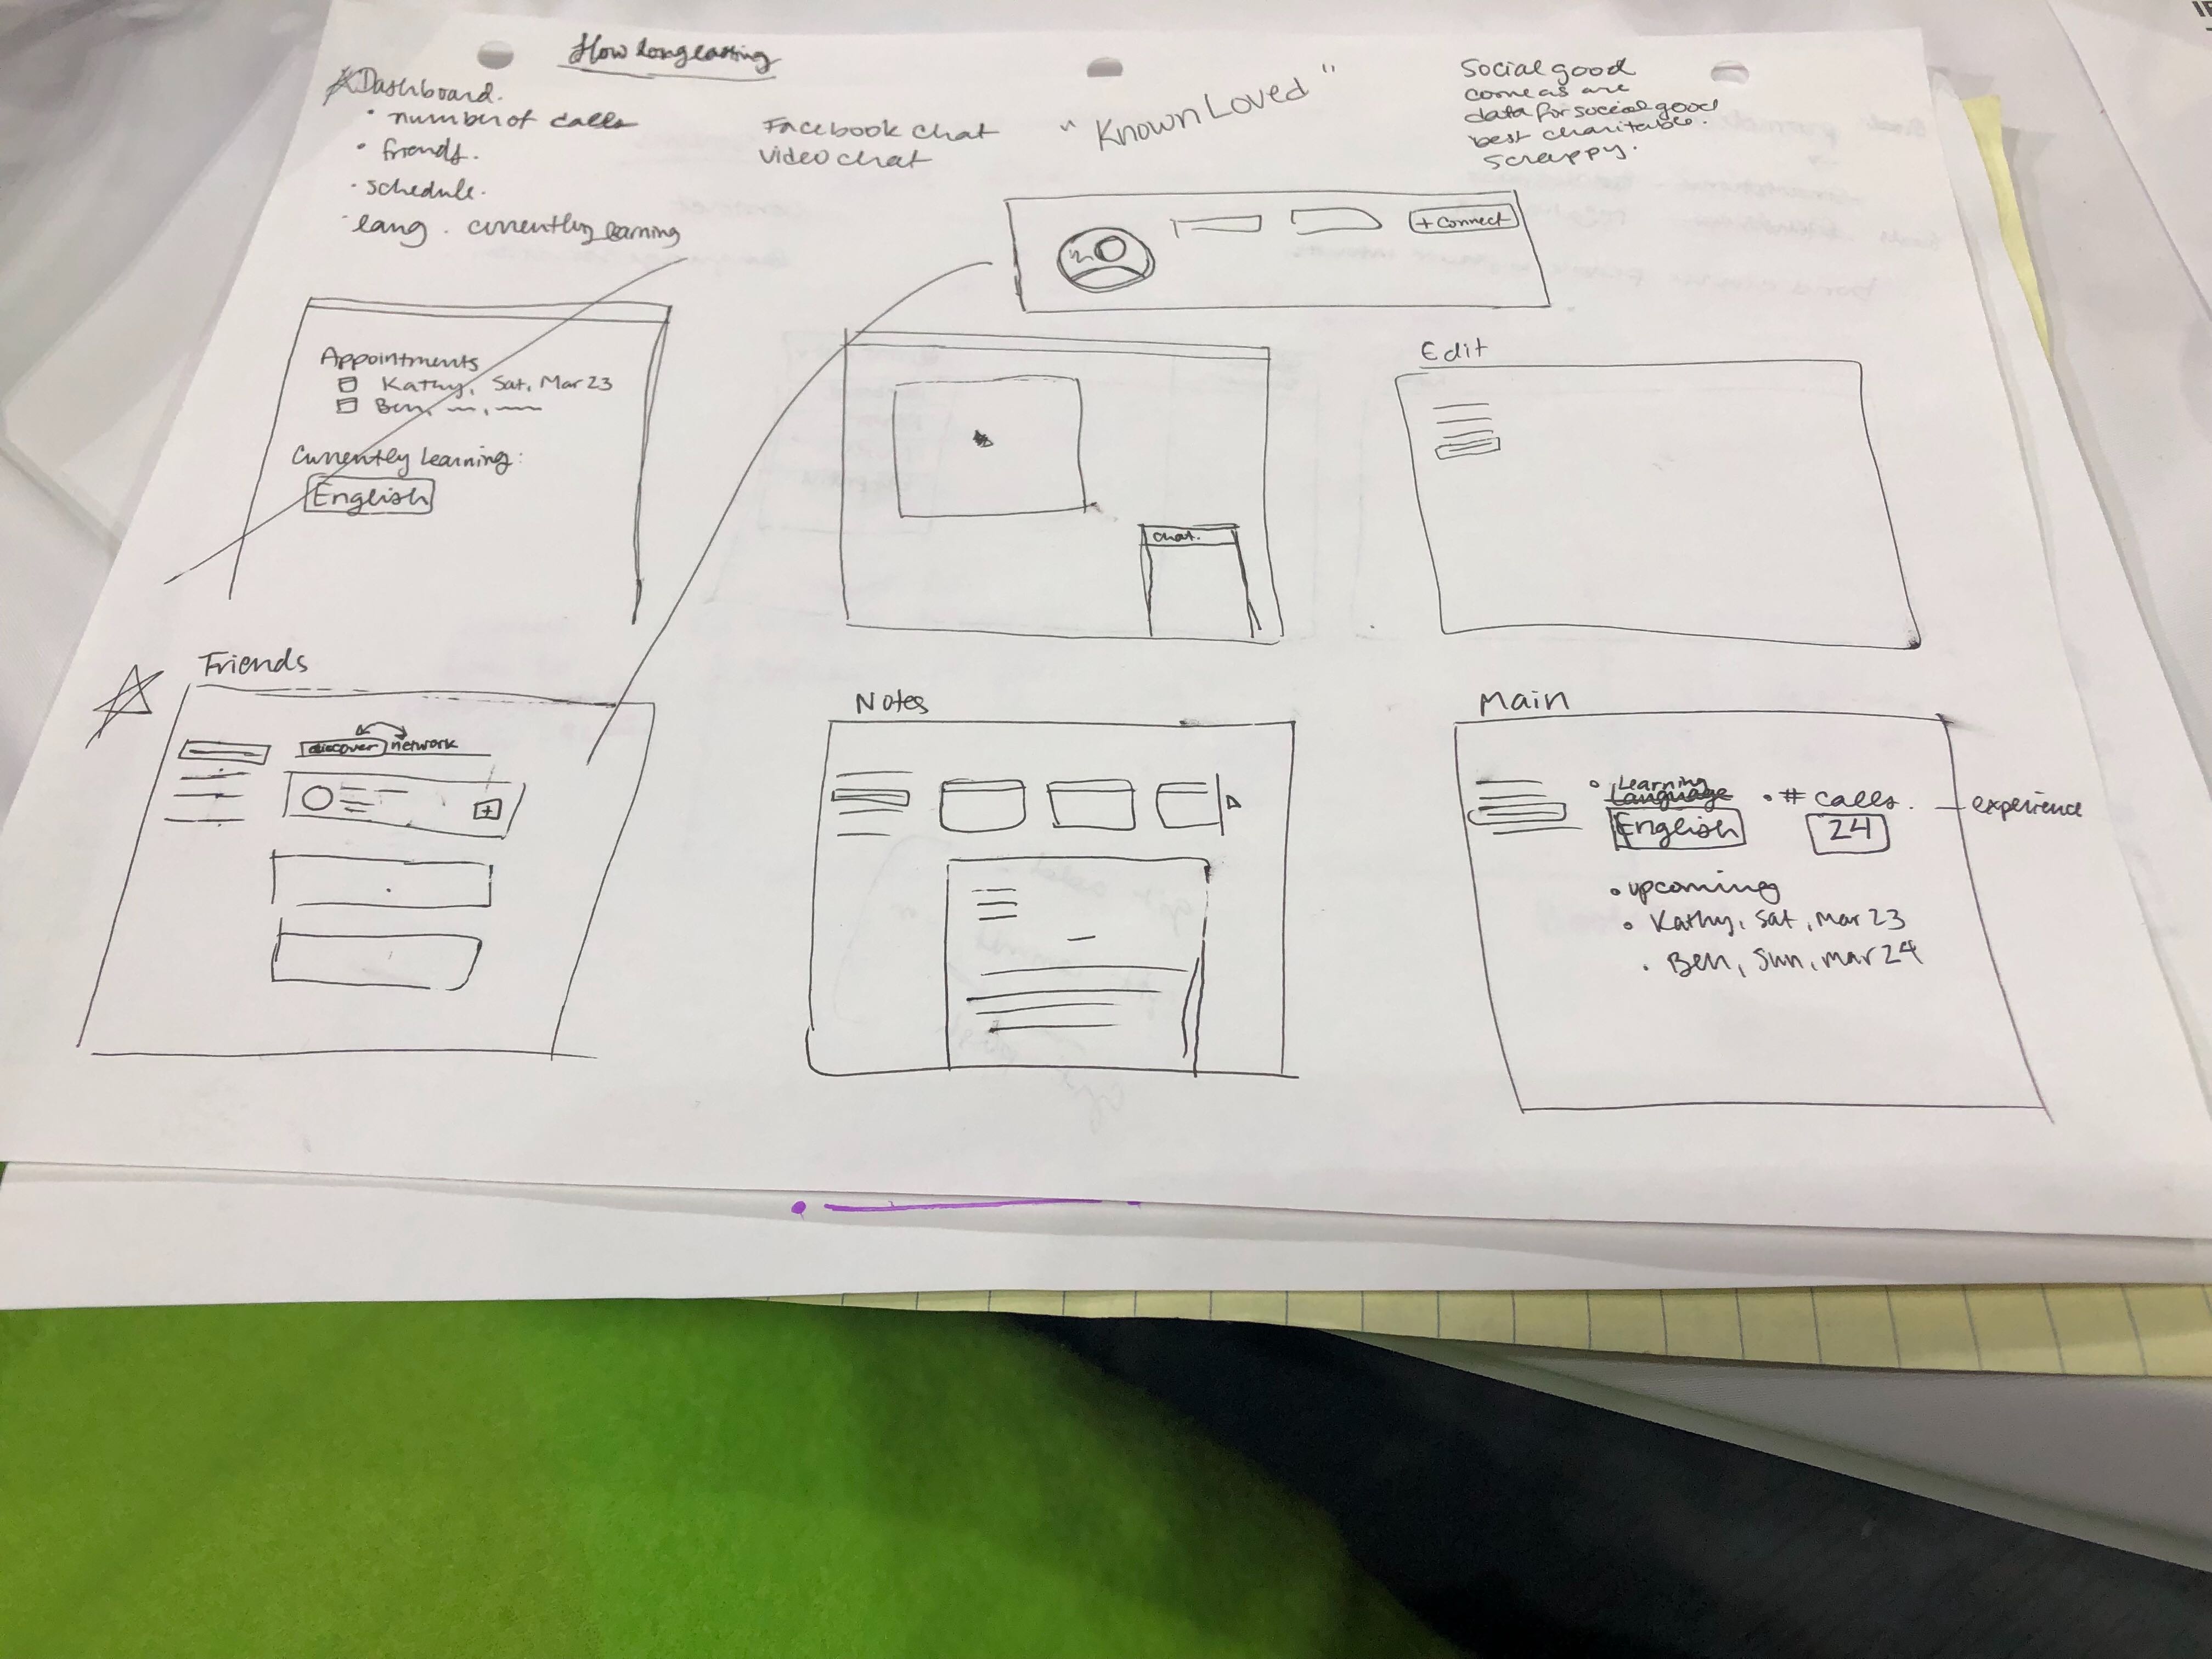 How longlasting
Dashboard.
• number of calls
• friends.
• schedule.
• lang. currently learning
Facebook chat
video chat
"Known Loved"
Social good
come as are
data for social good
best charitable.
scrappy.
+ connect
Appointments
Kathy, Sat, Mar 23
Ben,
Currently Learning:
English
chat.
Edit
Friends
discover network
Notes
Main
• Learning
Language
English
• # calls. — experience
24
• upcoming
• Kathy, Sat, Mar 23
• Ben, Sun, Mar 24